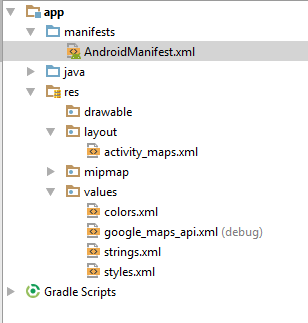 app
manifests
AndroidManifest.xml
java
res
drawable
layout
activity_maps.xml
mipmap
values
colors.xml
google_maps_api.xml (debug)
strings.xml
styles.xml
Gradle Scripts